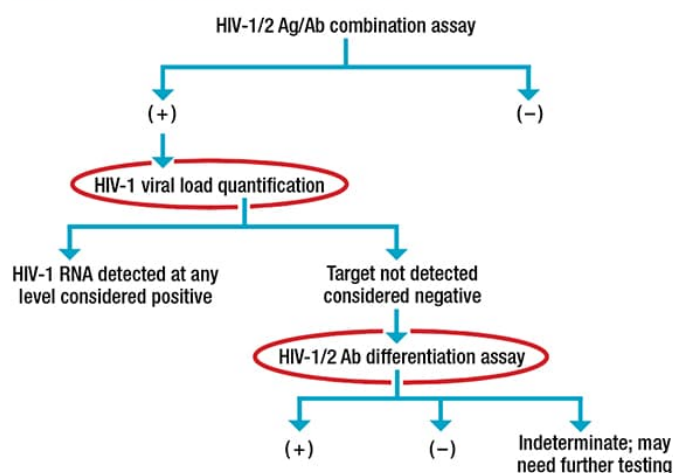 HIV-1/2 Ag/Ab combination assay
(+)
(−)
HIV-1 viral load quantification
HIV-1 RNA detected at any
level considered positive
Target not detected
considered negative
HIV-1/2 Ab differentiation assay
(+)
(−)
Indeterminate; may
need further testing